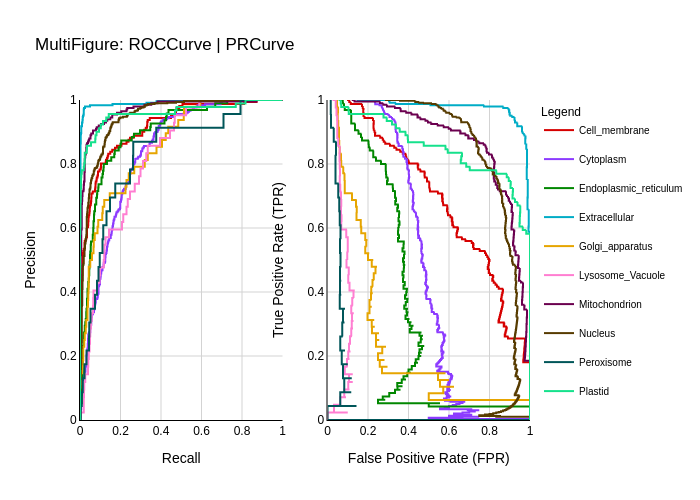 MultiFigure: ROCCurve | PRCurve
Precision
1
0.8
0.6
0.4
0.2
0
0
0.2
0.4
0.6
0.8
1
Recall
True Positive Rate (TPR)
1
0.8
0.6
0.4
0.2
0
0
0.2
0.4
0.6
0.8
1
False Positive Rate (FPR)
Legend
Cell_membrane
Cytoplasm
Endoplasmic_reticulum
Extracellular
Golgi_apparatus
Lysosome_Vacuole
Mitochondrion
Nucleus
Peroxisome
Plastid